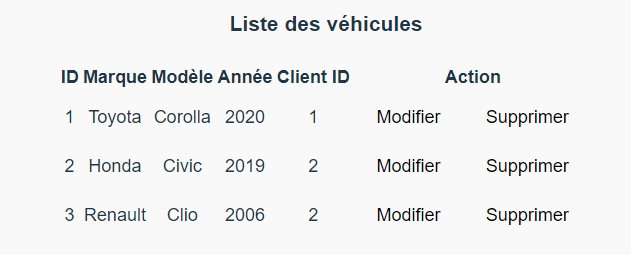 Liste des véhicules
ID Marque Modèle Année Client ID Action
1 Toyota Corolla 2020 1 Modifier Supprimer
2 Honda Civic 2019 2 Modifier Supprimer
3 Renault Clio 2006 2 Modifier Supprimer